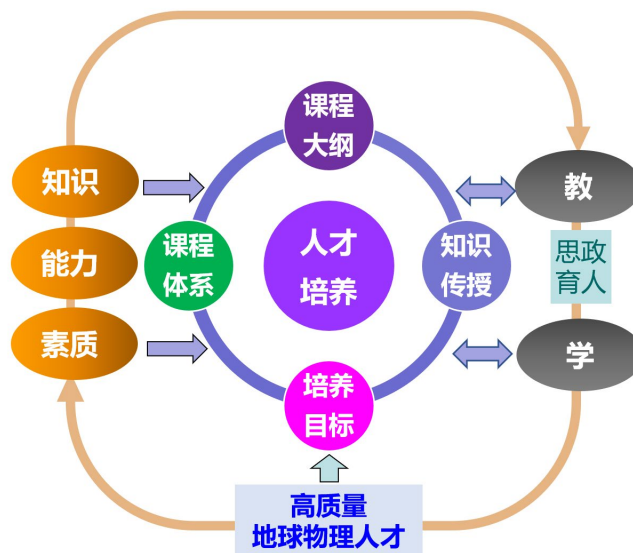 课程
大纲
知识
能力
素质
课程
体系
人才
培养
知识
传授
教
思政
育人
学
培养
目标
高质量
地球物理人才